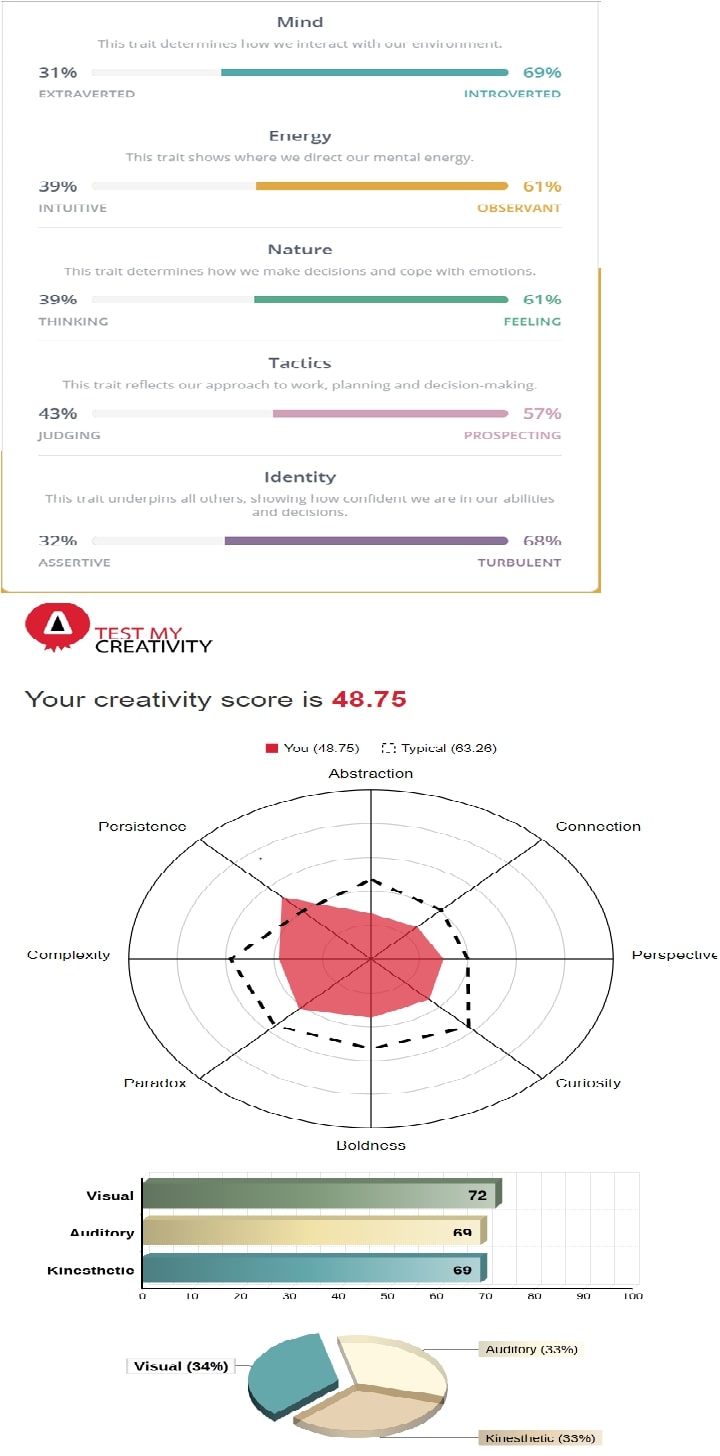 Mind
This trait determines how we interact with our environment.
31% 69%
EXTRAVERTED INTROVERTED
Energy
This trait shows where we direct our mental energy.
39% 61%
INTUITIVE OBSERVANT
Nature
This trait determines how we make decisions and cope with emotions.
39% 61%
THINKING FEELING
Tactics
This trait reflects our approach to work, planning and decision-making.
43% 57%
JUDGING PROSPECTING
Identity
This trait underpins all others, showing how confident we are in our abilities
and decisions.
32% 68%
ASSERTIVE TURBULENT
TEST MY
CREATIVITY
Your creativity score is 48.75
You (48.75) Typical (63.26)
Abstraction
Persistence Connection
Complexity Perspective
Paradox Curiosity
Boldness
Visual 72
Auditory 69
Kinesthetic 69
0 10 20 30 40 50 60 70 80 90 100
Auditory (33%)
Visual (34%)
Kinesthetic (33%)